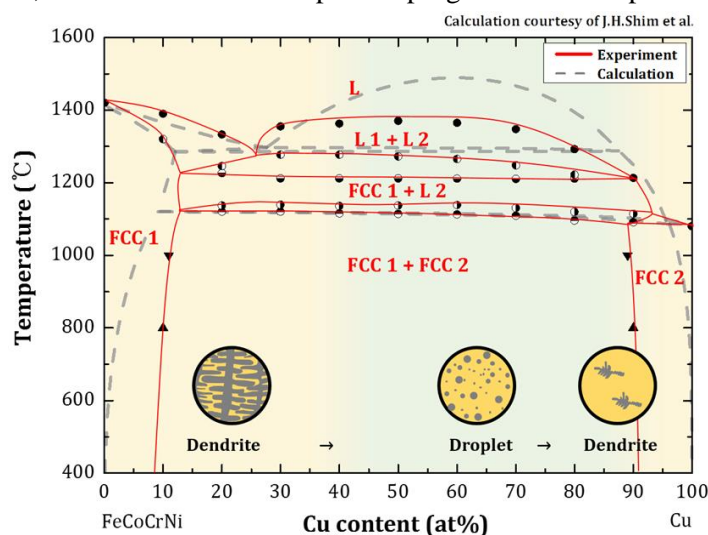 Calculation courtesy of J.H.Shim et al.
1600
1400
1200
1000
800
600
400
Temperature (℃)
Experiment
Calculation
L
L 1 + L 2
FCC 1 + L 2
FCC 1
FCC 1 + FCC 2
FCC 2
Dendrite → Droplet → Dendrite
0 10 20 30 40 50 60 70 80 90 100
FeCoCrNi Cu content (at%) Cu